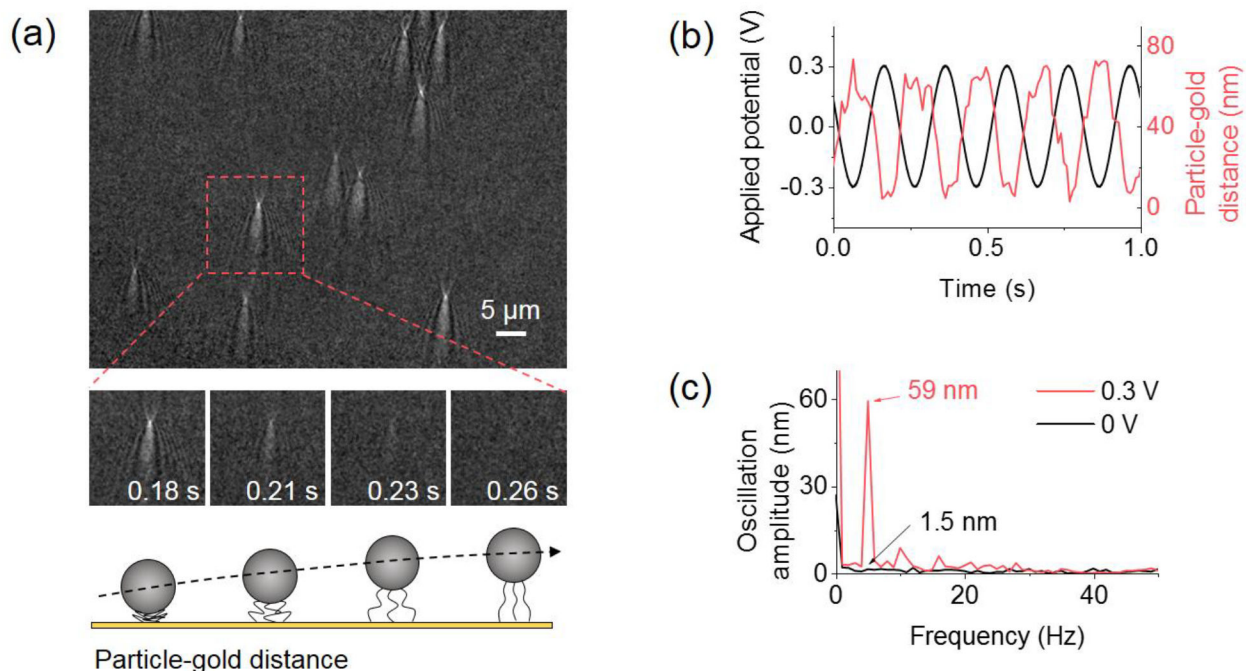 (a)
5 µm
0.18 s
0.21 s
0.23 s
0.26 s
Particle-gold distance
(b)
Applied potential (V)
0.3
0.0
-0.3
80
40
0
Particle-gold
distance (nm)
0.0
0.5
1.0
Time (s)
(c)
Oscillation
amplitude (nm)
60
30
0
59 nm
1.5 nm
0.3 V
0 V
0
20
40
Frequency (Hz)